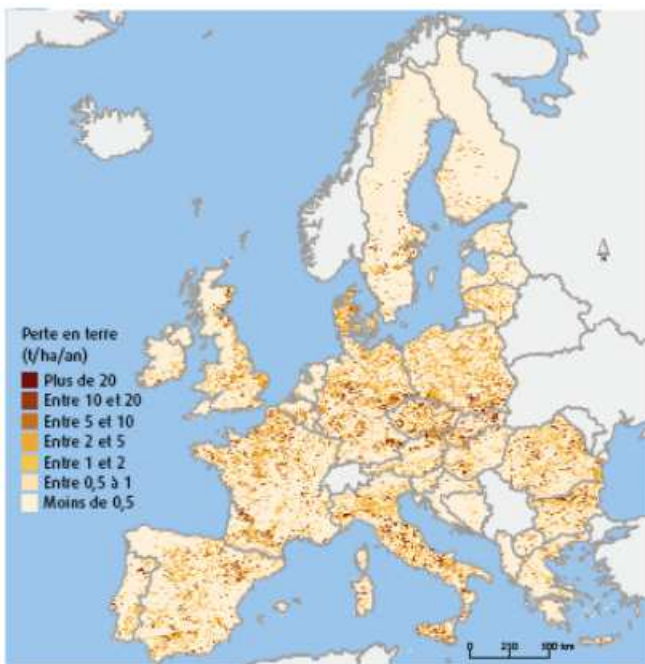 Perte en terre
(t/ha/an)
Plus de 20
Entre 10 et 20
Entre 5 et 10
Entre 2 et 5
Entre 1 et 2
Entre 0,5 à 1
Moins de 0,5
0 250 500 km